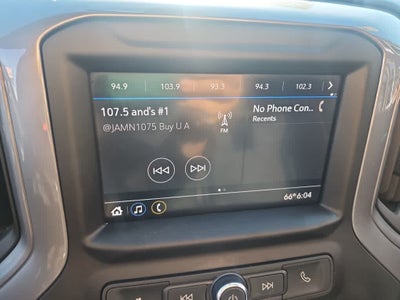 94.9 103.9 93.3 94.3 102.3
107.5 and's #1
@JAMN1075 Buy U A
FM
No Phone Con..
Recents
66° 6:04